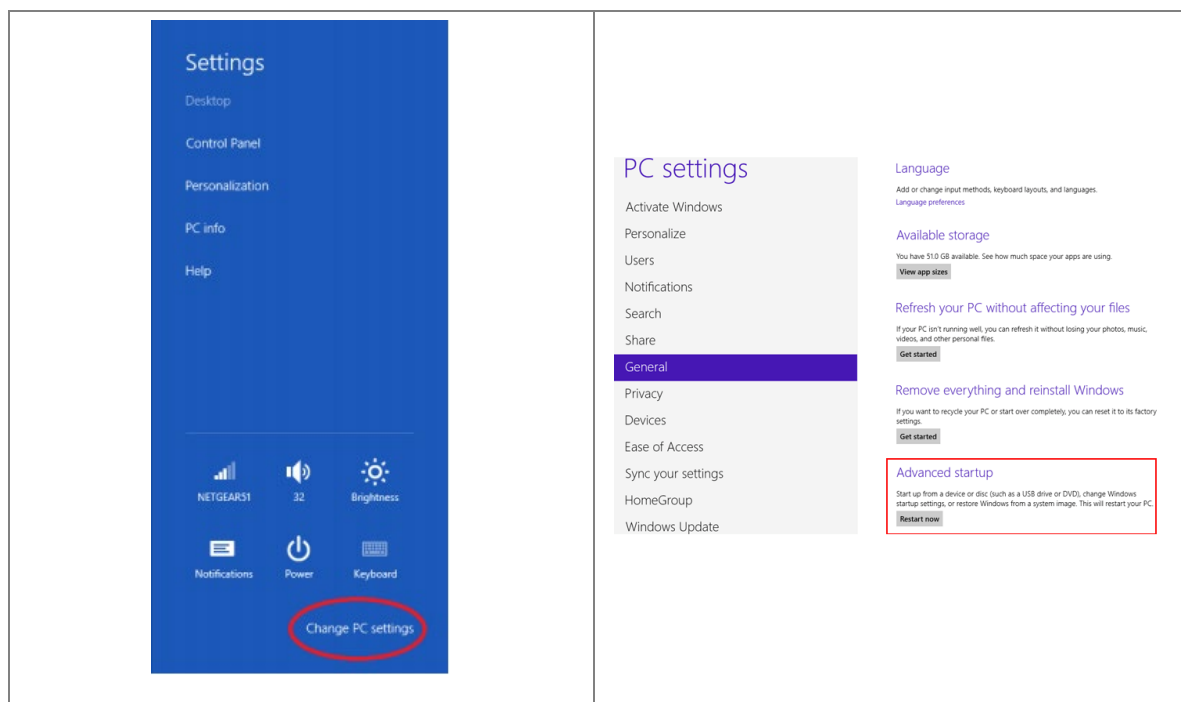 Settings
Desktop
Control Panel
Personalization
PC info
Help
NETGEAR51
32
Brightness
Notifications
Power
Keyboard
Change PC settings
PC settings
Activate Windows
Personalize
Users
Notifications
Search
Share
General
Privacy
Devices
Ease of Access
Sync your settings
HomeGroup
Windows Update
Language
Add or change input methods, keyboard layouts, and languages.
Language preferences
Available storage
You have 51.0 GB available. See how much space your apps are using.
View app sizes
Refresh your PC without affecting your files
If your PC isn't running well, you can refresh it without losing your photos, music,
videos, and other personal files.
Get started
Remove everything and reinstall Windows
If you want to recycle your PC or start over completely, you can reset it to its factory
settings.
Get started
Advanced startup
Start up from a device or disc (such as a USB drive or DVD), change Windows
startup settings, or restore Windows from a system image. This will restart your PC.
Restart now